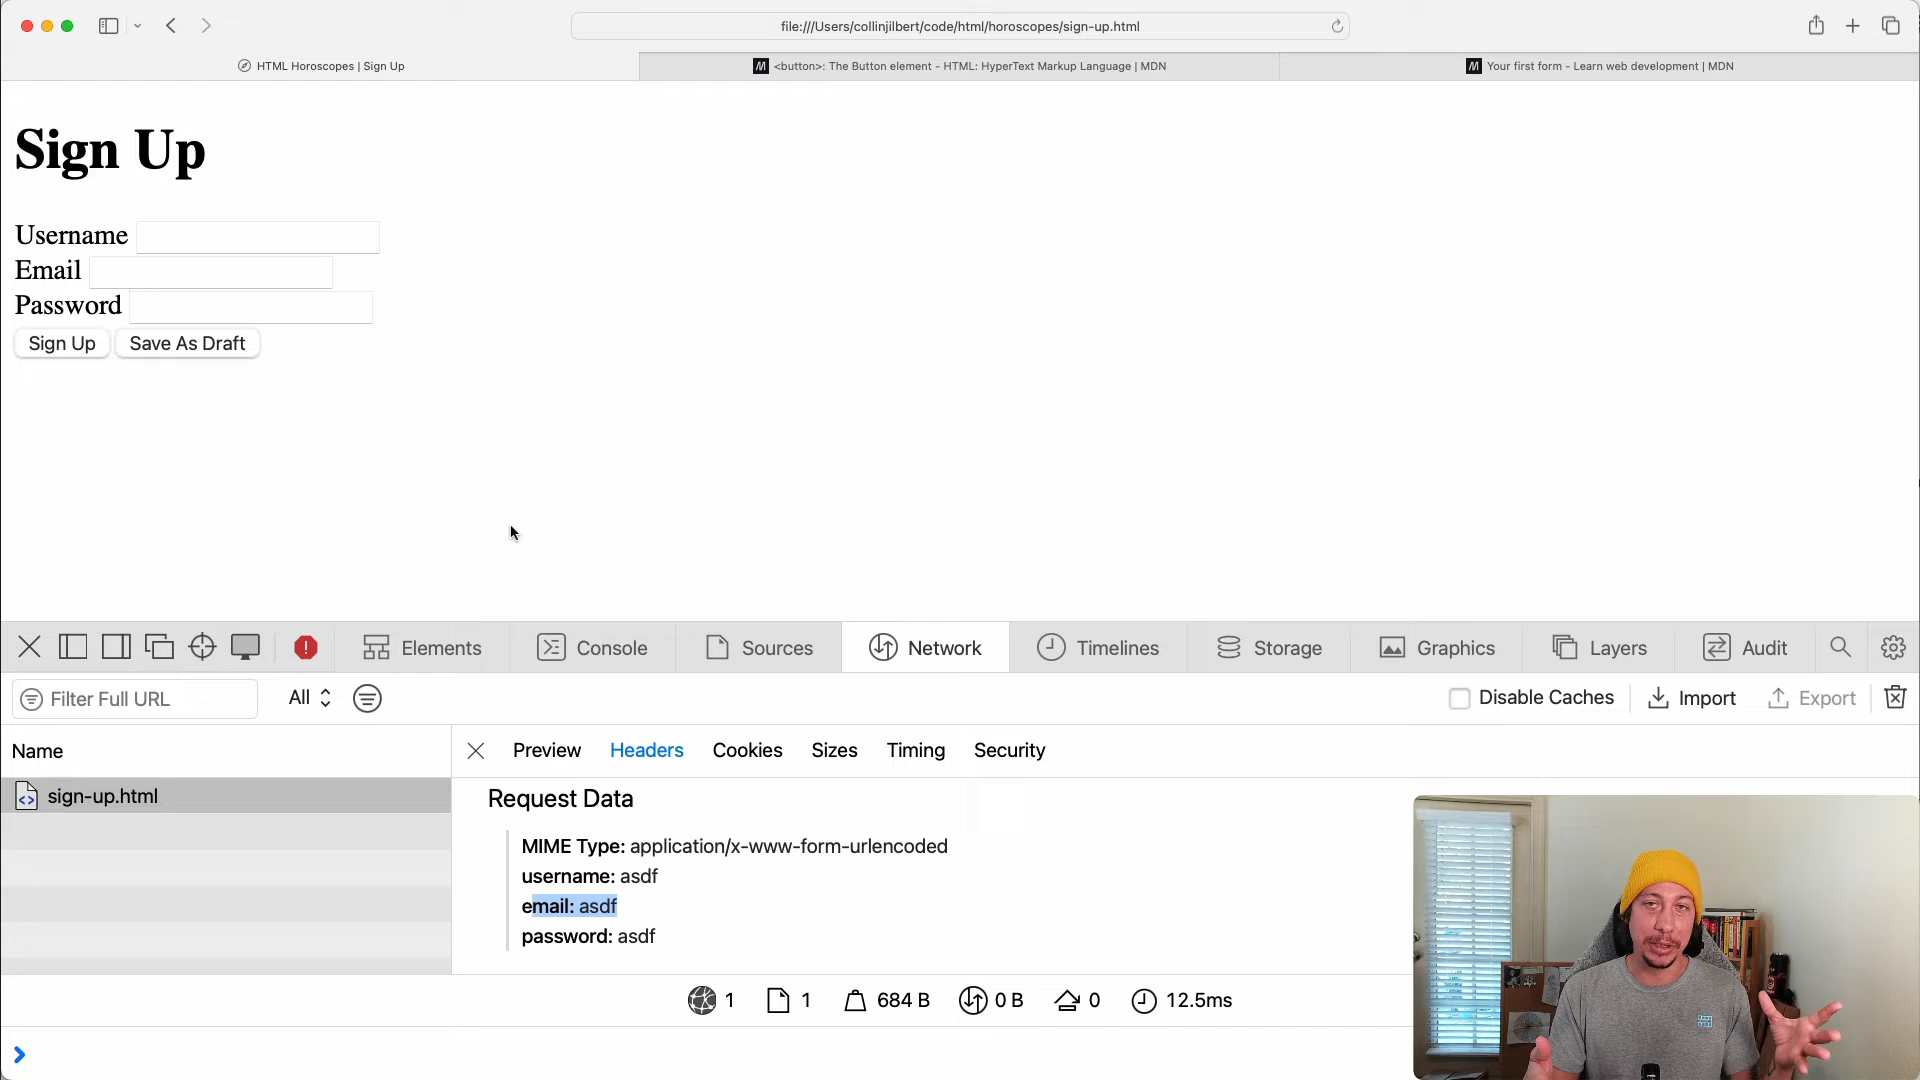 file:///Users/collinjilbert/code/html/horoscopes/sign-up.html
HTML Horoscopes | Sign Up
<button>: The Button element - HTML: HyperText Markup Language | MDN
Your first form - Learn web development | MDN
Sign Up
Username
Email
Password
Sign Up Save As Draft
Elements Console Sources Network Timelines Storage Graphics Layers Audit
Filter Full URL All Disable Caches Import Export
Name Preview Headers Cookies Sizes Timing Security
sign-up.html
Request Data
MIME Type: application/x-www-form-urlencoded
username: asdf
email: asdf
password: asdf
1 1 684 B 0 B 0 12.5ms